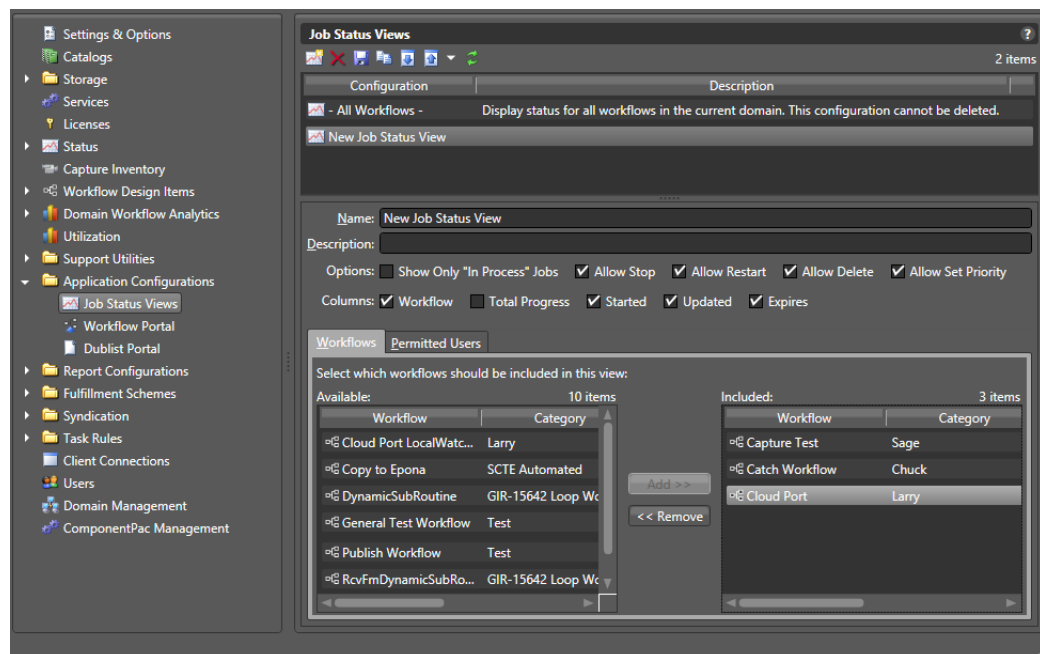 Settings & Options
Catalogs
Storage
Services
Licenses
Status
Capture Inventory
Workflow Design Items
Domain Workflow Analytics
Utilization
Support Utilities
Application Configurations
Job Status Views
Workflow Portal
Dublist Portal
Report Configurations
Fulfillment Schemes
Syndication
Task Rules
Client Connections
Users
Domain Management
ComponentPac Management
Job Status Views ?
2 items
Configuration Description
- All Workflows - Display status for all workflows in the current domain. This configuration cannot be deleted.
New Job Status View
Name: New Job Status View
Description:
Options: Show Only "In Process" Jobs Allow Stop Allow Restart Allow Delete Allow Set Priority
Columns: Workflow Total Progress Started Updated Expires
Workflows Permitted Users
Select which workflows should be included in this view:
Available: 10 items
Workflow Category
Cloud Port LocalWatc... Larry
Copy to Epona SCTE Automated
DynamicSubRoutine GIR-15642 Loop Wo
General Test Workflow Test
Publish Workflow Test
RcvFmDynamicSubRo... GIR-15642 Loop Wo
Add >>
<< Remove
Included: 3 items
Workflow Category
Capture Test Sage
Catch Workflow Chuck
Cloud Port Larry